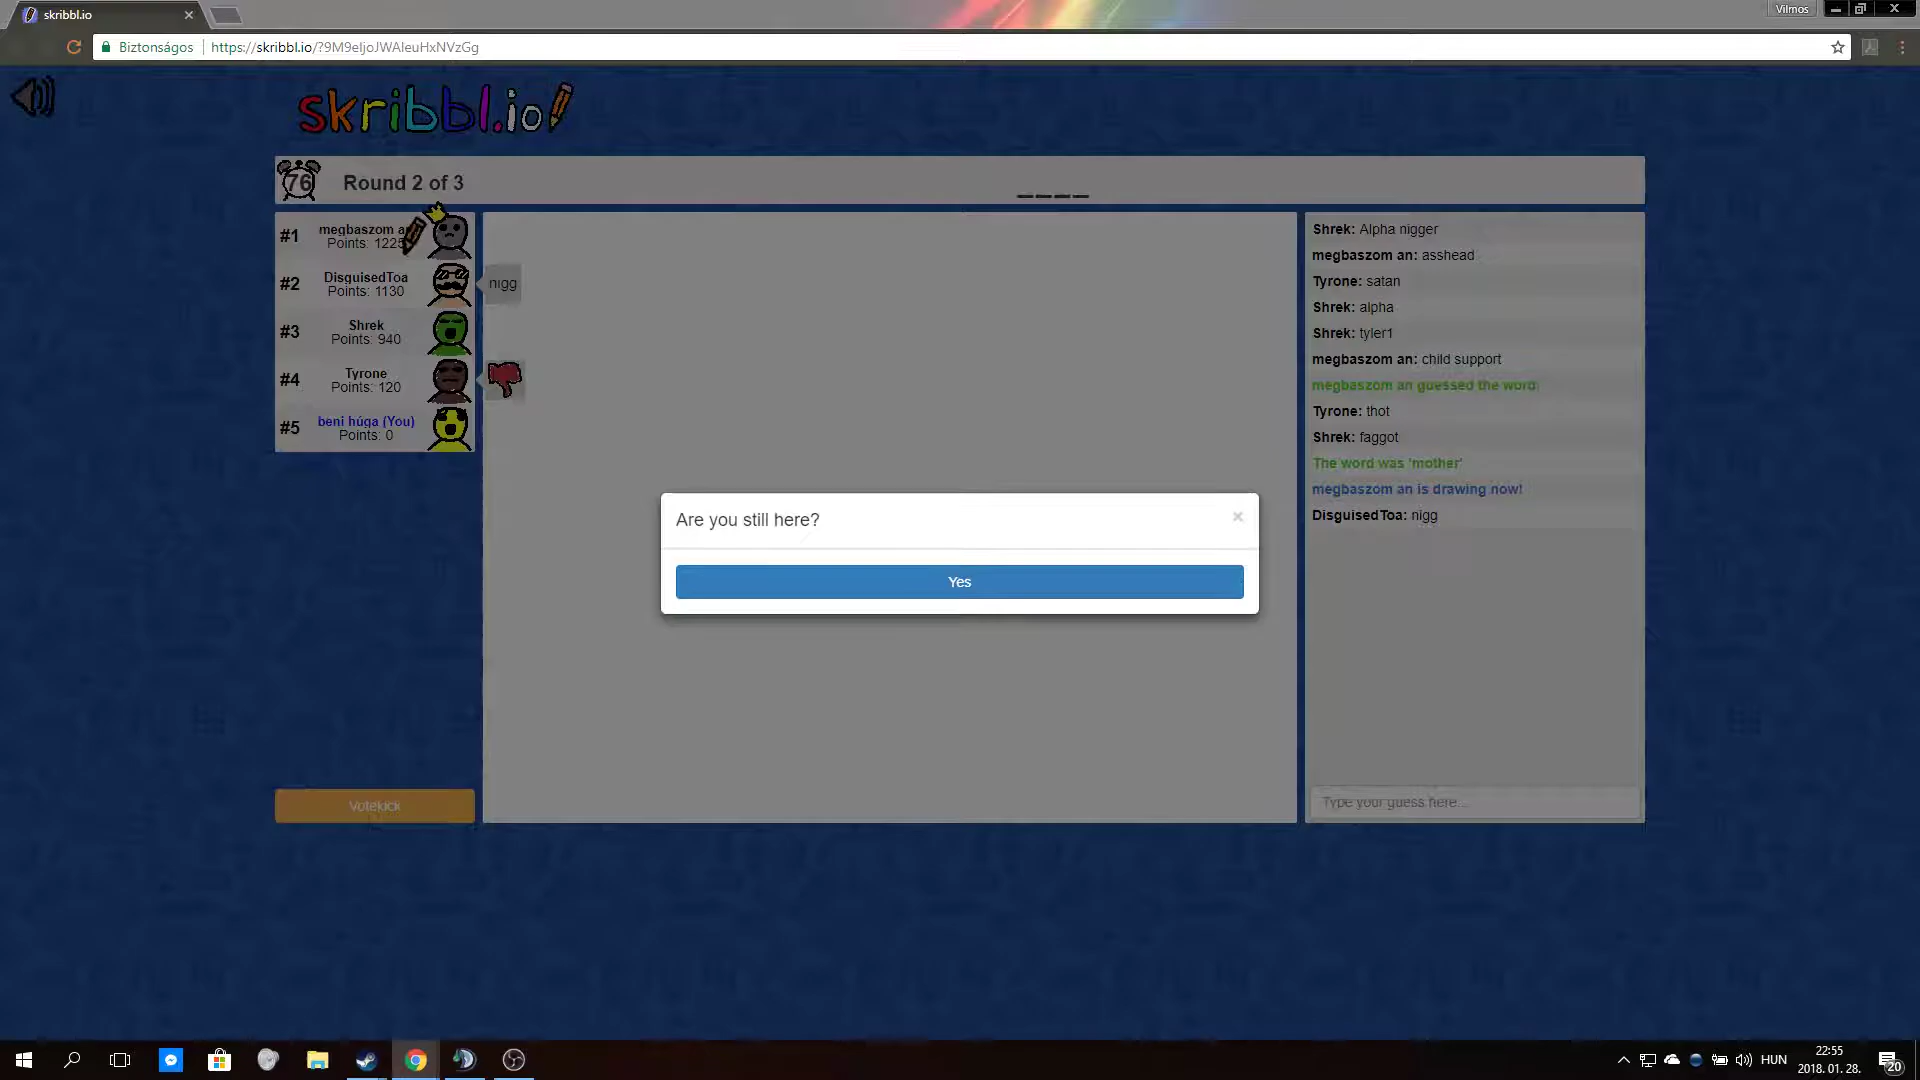 skribbl.io
Vilmos
Biztonságos
https://skribbl.io/?9M9eIjoJWAleuHxNVzGg
skribbl.io
76
Round 2 of 3
____
#1
megbaszom a
Points: 1225
#2
DisguisedToa
Points: 1130
nigg
#3
Shrek
Points: 940
#4
Tyrone
Points: 120
#5
beni húga (You)
Points: 0
Votekick
Are you still here?
×
Yes
Shrek: Alpha nigger
megbaszom an: asshead
Tyrone: satan
Shrek: alpha
Shrek: tyler1
megbaszom an: child support
megbaszom an guessed the word!
Tyrone: thot
Shrek: faggot
The word was 'mother'
megbaszom an is drawing now!
DisguisedToa: nigg
Type your guess here...
HUN
22:55
2018. 01. 28.
20